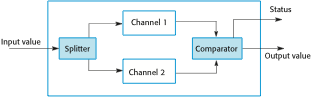 Status
Channel 1
Input value
Splitter
Comparator
Output value
Channel 2